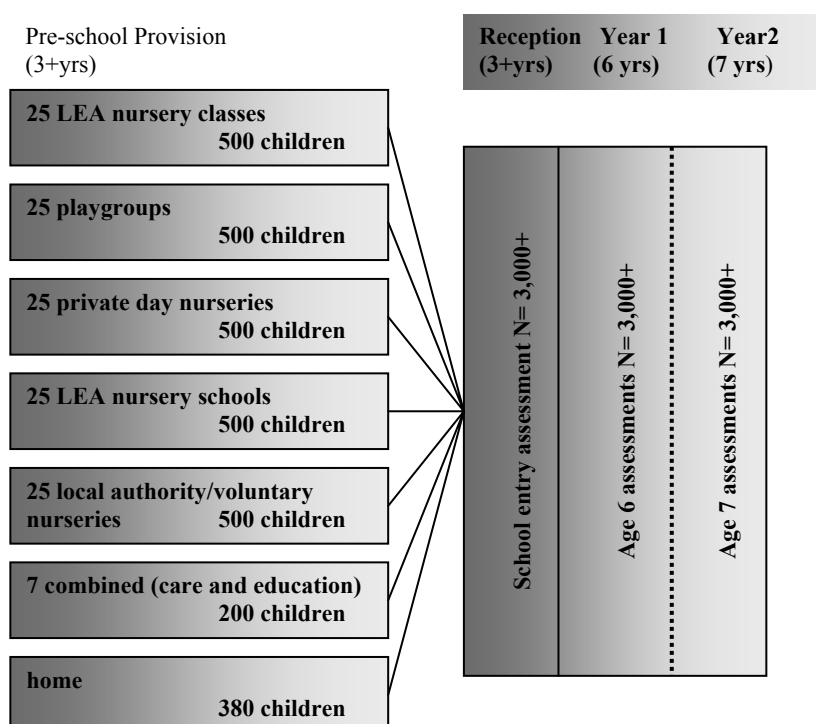 Pre-school Provision
(3+yrs)
Reception Year 1 Year2
(3+yrs) (6 yrs) (7 yrs)
25 LEA nursery classes
500 children
25 playgroups
500 children
25 private day nurseries
500 children
25 LEA nursery schools
500 children
25 local authority/voluntary
nurseries 500 children
7 combined (care and education)
200 children
home
380 children
School entry assessment N= 3,000+
Age 6 assessments N= 3,000+
Age 7 assessments N= 3,000+